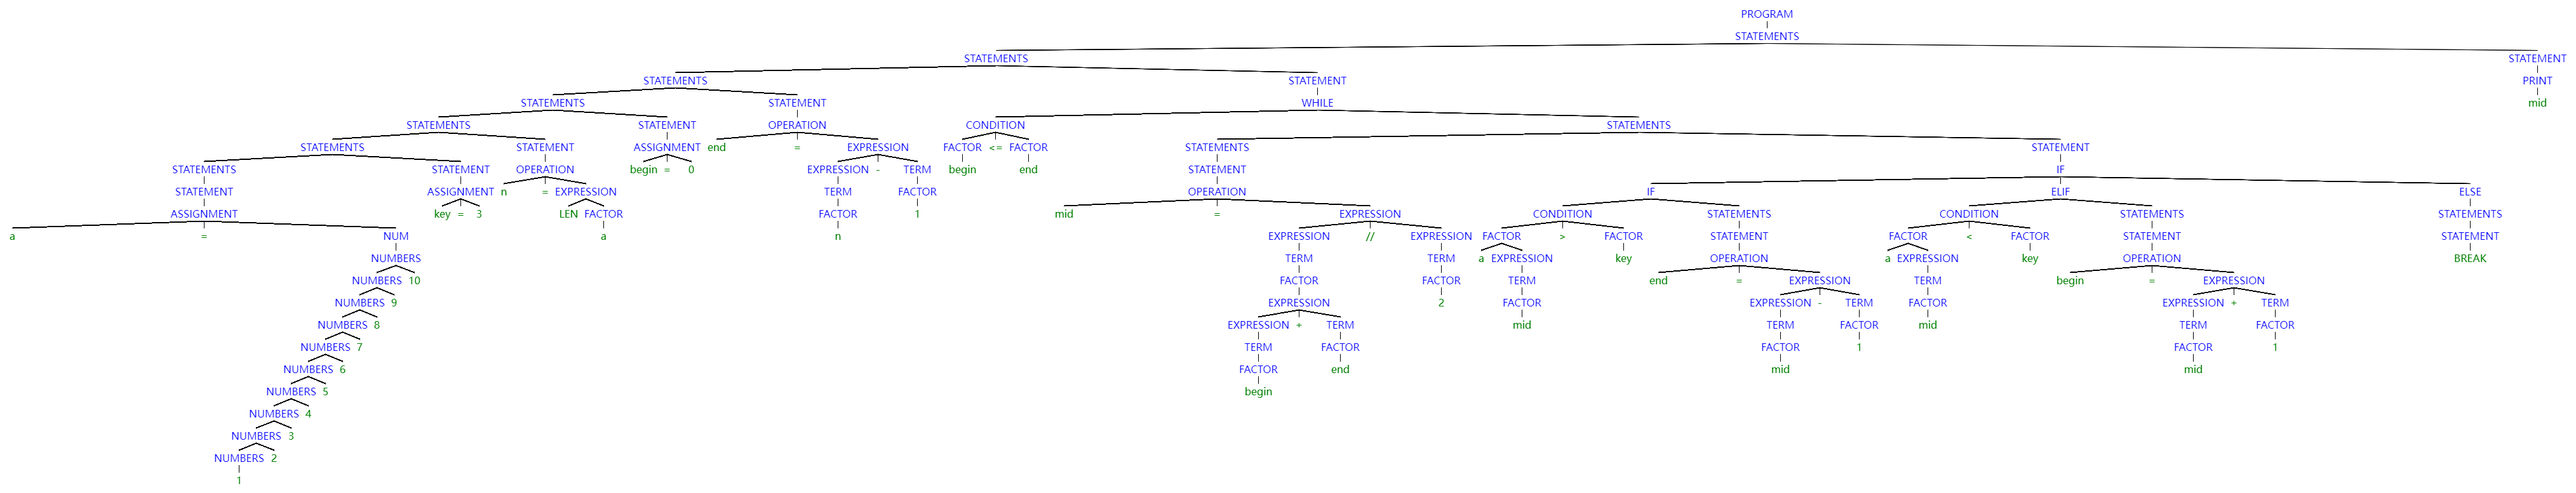 PROGRAM
STATEMENTS
STATEMENTS STATEMENT
STATEMENTS STATEMENT PRINT
STATEMENTS STATEMENT WHILE mid
STATEMENTS STATEMENT OPERATION CONDITION STATEMENTS
STATEMENTS STATEMENT ASSIGNMENT end = EXPRESSION FACTOR <= FACTOR STATEMENTS STATEMENT
STATEMENTS STATEMENT OPERATION begin = 0 EXPRESSION - TERM begin end STATEMENT IF
STATEMENT ASSIGNMENT n = EXPRESSION TERM FACTOR OPERATION IF ELIF ELSE
ASSIGNMENT key = 3 LEN FACTOR FACTOR 1 mid = EXPRESSION CONDITION STATEMENTS CONDITION STATEMENTS STATEMENTS
a = NUM a n EXPRESSION // EXPRESSION FACTOR > FACTOR STATEMENT FACTOR < FACTOR STATEMENT STATEMENT
NUMBERS TERM TERM a EXPRESSION key OPERATION a EXPRESSION key OPERATION BREAK
NUMBERS 10 FACTOR FACTOR TERM end = EXPRESSION TERM begin = EXPRESSION
NUMBERS 9 EXPRESSION 2 FACTOR EXPRESSION - TERM FACTOR EXPRESSION + TERM
NUMBERS 8 EXPRESSION + TERM mid TERM FACTOR mid TERM FACTOR
NUMBERS 7 TERM FACTOR FACTOR 1 FACTOR 1
NUMBERS 6 FACTOR end mid mid
NUMBERS 5 begin
NUMBERS 4
NUMBERS 3
NUMBERS 2
1